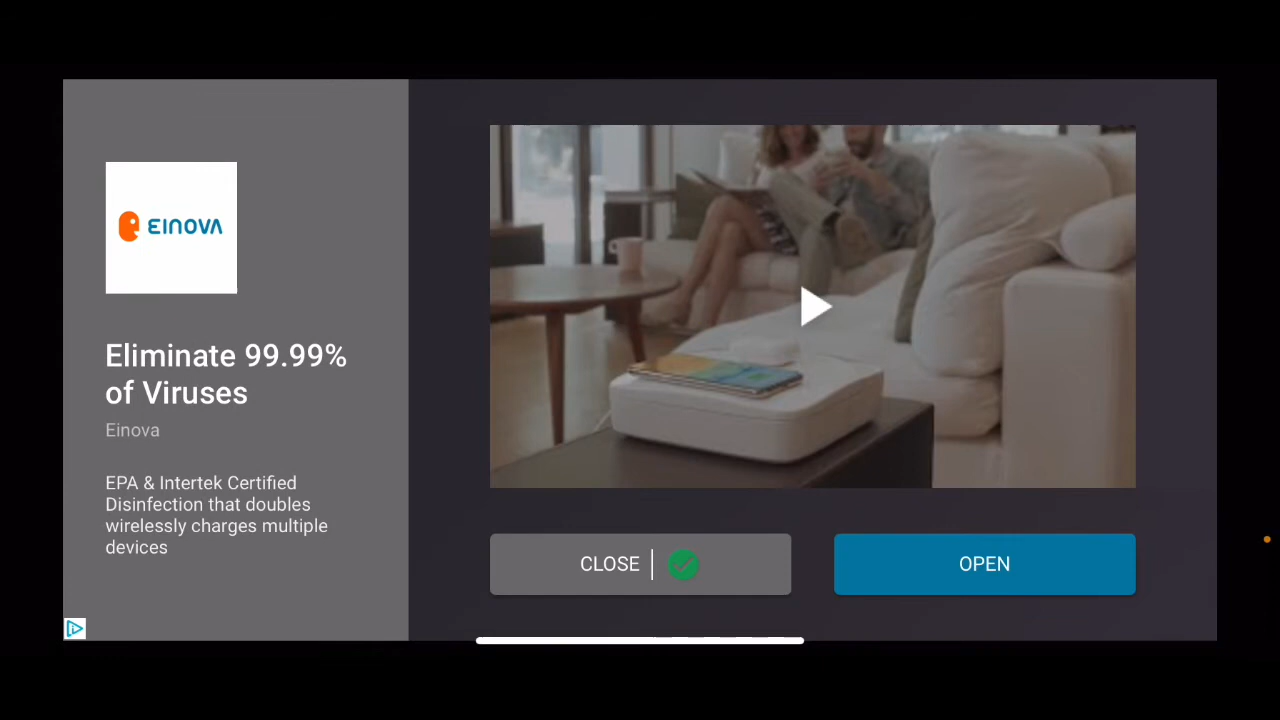 EINOVA
Eliminate 99.99%
of Viruses
Einova
EPA & Intertek Certified
Disinfection that doubles
wirelessly charges multiple
devices
CLOSE
OPEN